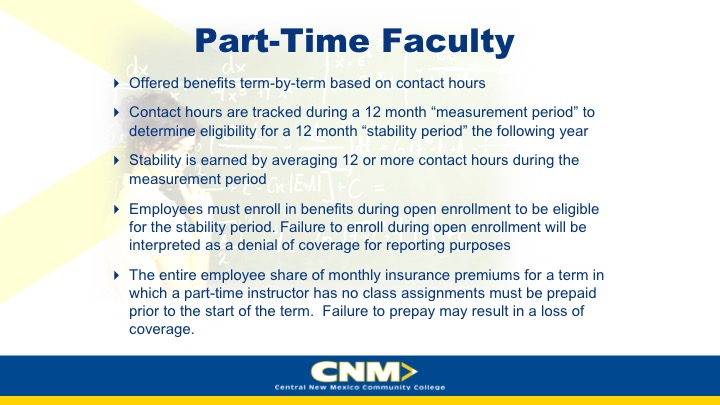 Part-Time Faculty
Offered benefits term-by-term based on contact hours
Contact hours are tracked during a 12 month “measurement period” to
determine eligibility for a 12 month “stability period” the following year
Stability is earned by averaging 12 or more contact hours during the
measurement period
Employees must enroll in benefits during open enrollment to be eligible
for the stability period. Failure to enroll during open enrollment will be
interpreted as a denial of coverage for reporting purposes
The entire employee share of monthly insurance premiums for a term in
which a part-time instructor has no class assignments must be prepaid
prior to the start of the term.  Failure to prepay may result in a loss of
coverage.
CNM
Central New Mexico Community College